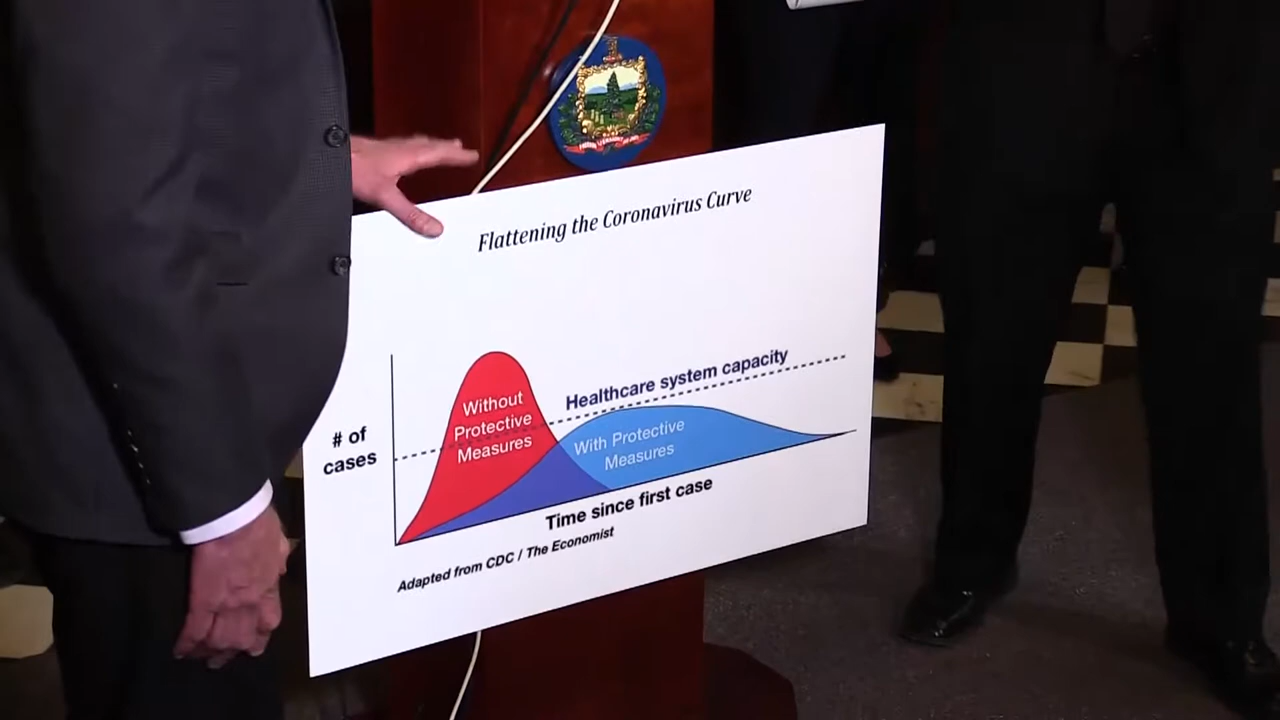 Flattening the Coronavirus Curve
Healthcare system capacity
Without
Protective
Measures
# of
cases
With Protective
Measures
Time since first case
Adapted from CDC / The Economist